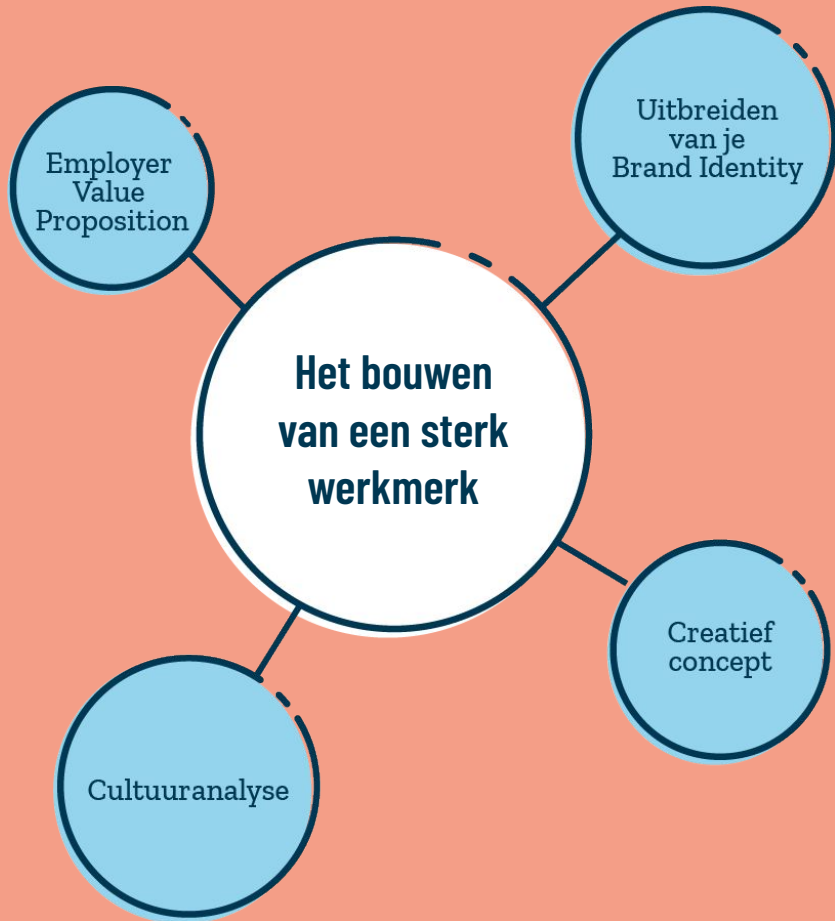 Employer
Value
Proposition
Uitbreiden
van je
Brand Identity
Het bouwen
van een sterk
werkmerk
Creatief
concept
Cultuuranalyse